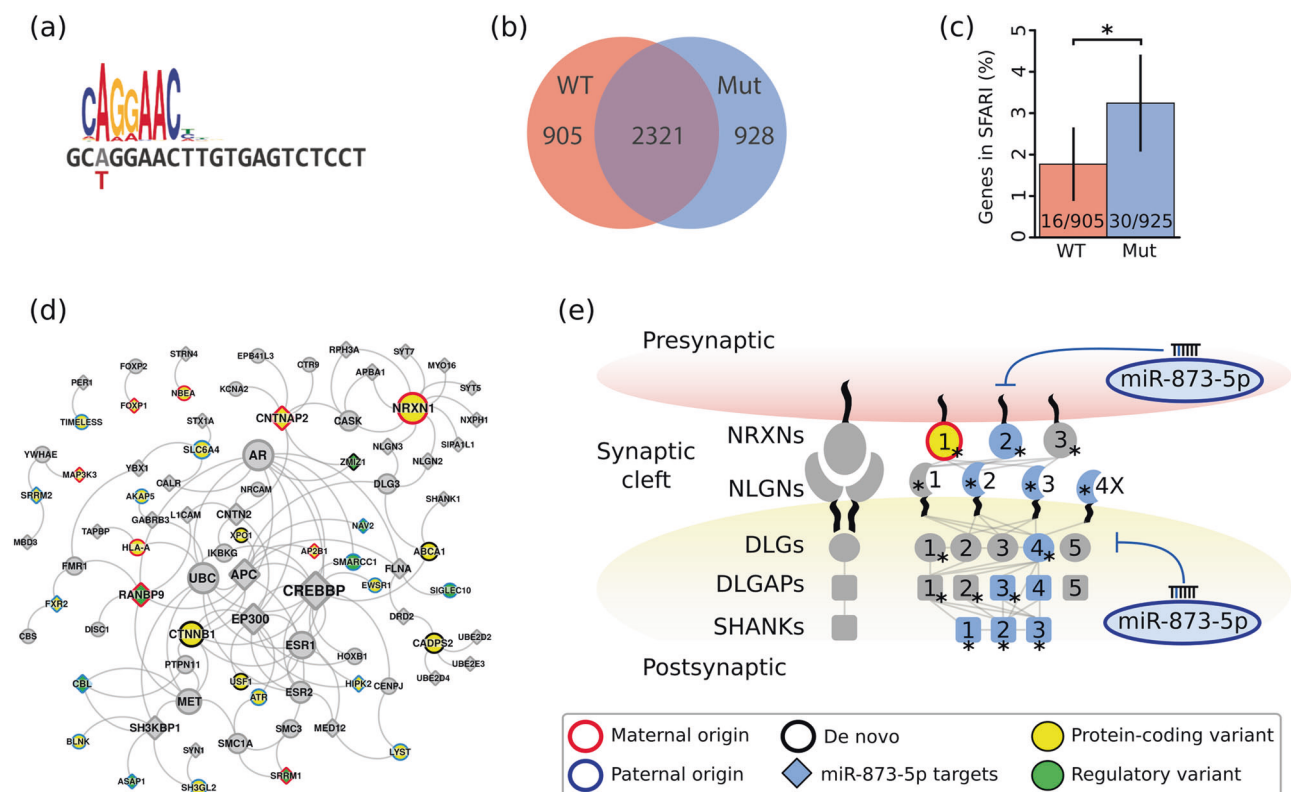 (a)
CAGGAAC
GCAGGAACTTGTGAGTCTCCT
T
(b)
WT
Mut
905
2321
928
(c)
Genes in SFARI (%)
5
4
3
2
1
0
*
16/905
30/925
WT
Mut
(d)
STRN4
EPB41L3
CTR9
RPH3A
SYT7
MYO16
PER1
FOXP2
KCNA2
APBA1
SYT5
NBEA
FOXP1
CNTNAP2
NRXN1
CASK
NXPH1
TIMELESS
STX1A
SIPA1L1
NLGN3
SLC6A4
AR
ZMIZ1
NLGN2
YWHAE
YBX1
MAP3K3
CALR
NRCAM
DLG3
SRRM2
AKAP5
SHANK1
GABRB3
L1CAM
CNTN2
TAPBP
NAV2
MBD3
HLA-A
XPO1
IKBKG
AP2B1
ABCA1
FMR1
UBC
APC
SMARCC1
FLNA
RANBP9
CREBBP
EWSR1
SIGLEC10
FXR2
EP300
DRD2
CBS
DISC1
CTNNB1
ESR1
CADPS2
UBE2D2
HOXB1
PTPN11
UBE2E3
CBL
USF1
ATR
ESR2
HIPK2
CENPJ
UBE2D4
MET
SH3KBP1
SMC3
MED12
BLNK
SYN1
SMC1A
LYST
ASAP1
SH3GL2
SRRM1
(e)
Presynaptic
miR-873-5p
Synaptic
cleft
NRXNs
1* 2* 3*
NLGNs
*1 *2 *3 *4X
DLGs
1* 2 3 4* 5
DLGAPs
1* 2* 3* 4 5
SHANKs
1* 2* 3*
miR-873-5p
Postsynaptic
Maternal origin
De novo
Protein-coding variant
Paternal origin
miR-873-5p targets
Regulatory variant